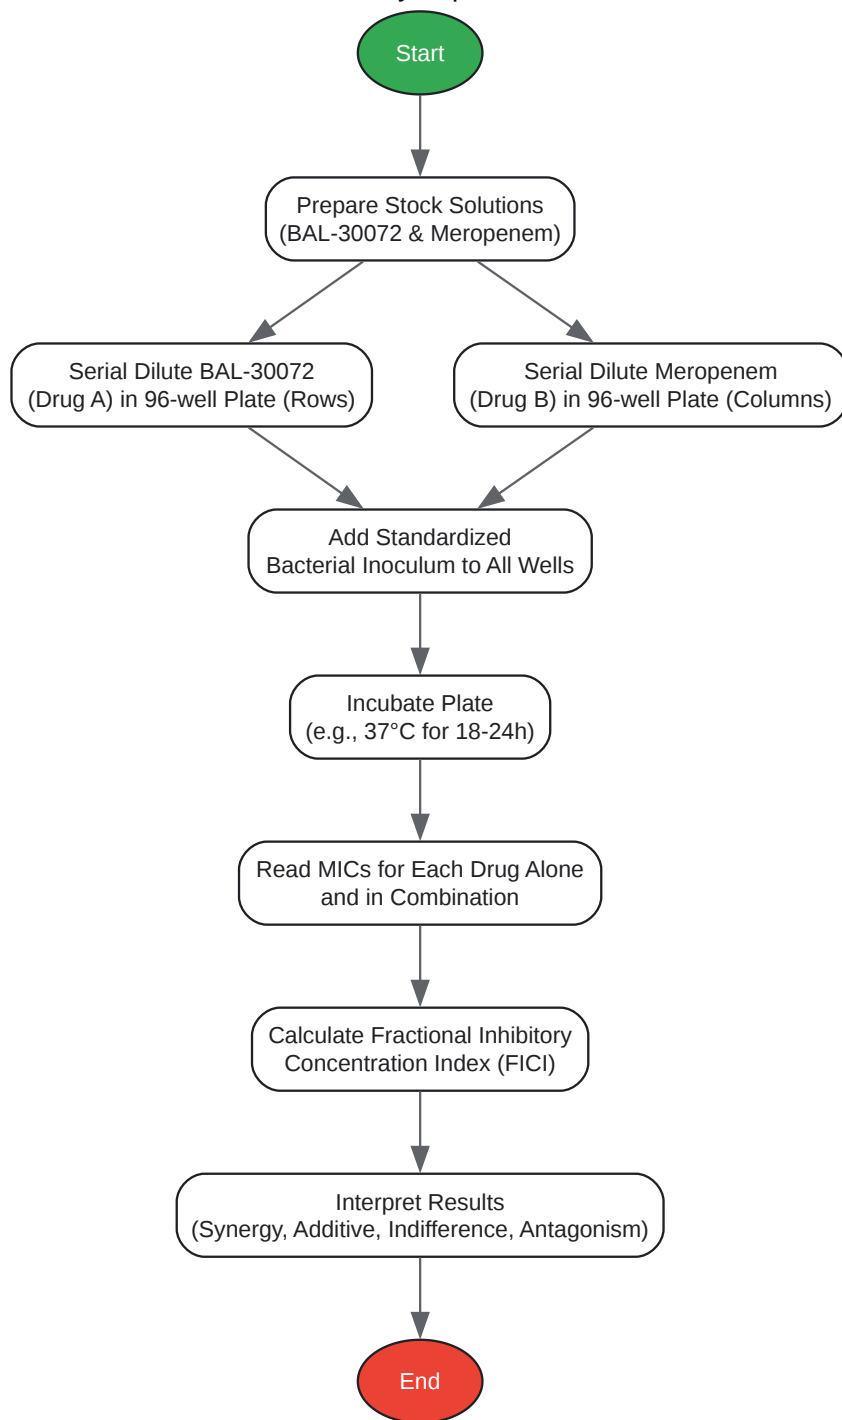 Start
Prepare Stock Solutions
(BAL-30072 & Meropenem)
Serial Dilute BAL-30072
(Drug A) in 96-well Plate (Rows)
Serial Dilute Meropenem
(Drug B) in 96-well Plate (Columns)
Add Standardized
Bacterial Inoculum to All Wells
Incubate Plate
(e.g., 37°C for 18-24h)
Read MICs for Each Drug Alone
and in Combination
Calculate Fractional Inhibitory
Concentration Index (FICI)
Interpret Results
(Synergy, Additive, Indifference, Antagonism)
End